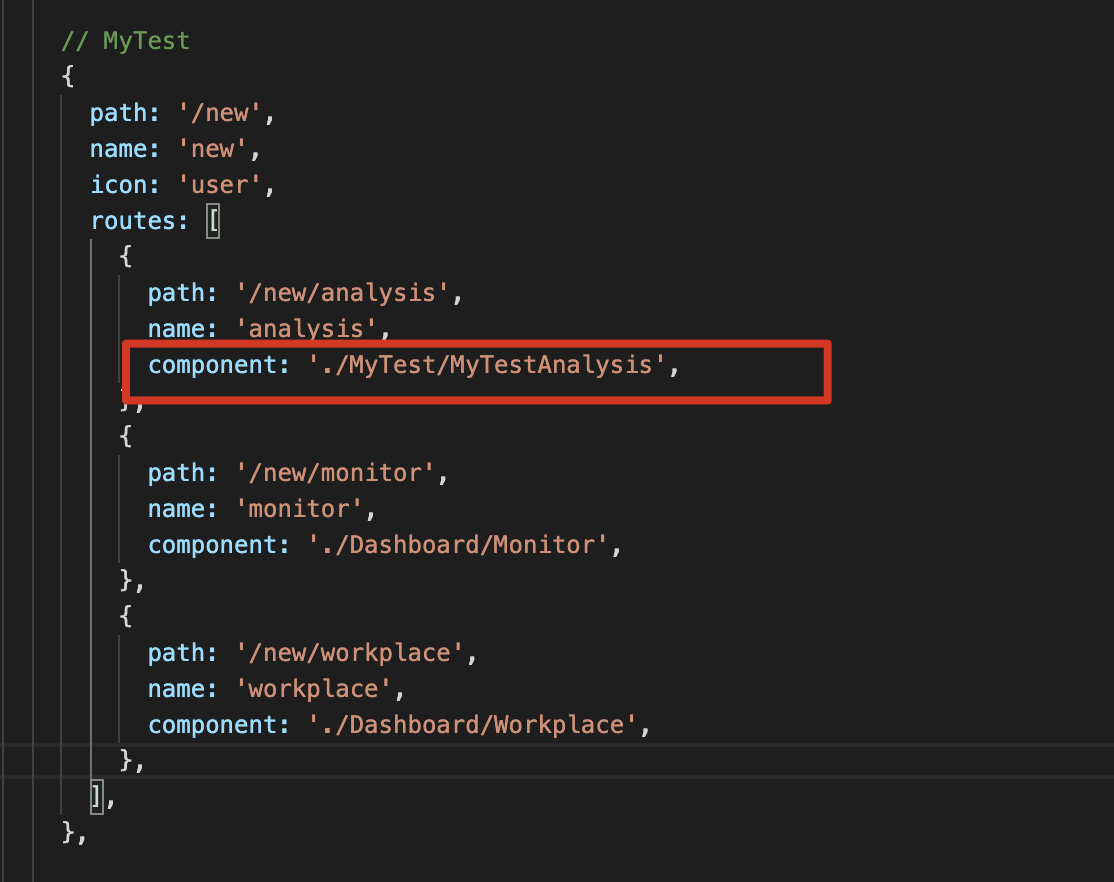 // MyTest
{
path: '/new',
name: 'new',
icon: 'user',
routes: [
{
path: '/new/analysis',
name: 'analysis',
component: './MyTest/MyTestAnalysis',
},
{
path: '/new/monitor',
name: 'monitor',
component: './Dashboard/Monitor',
},
{
path: '/new/workplace',
name: 'workplace',
component: './Dashboard/Workplace',
},
],
},